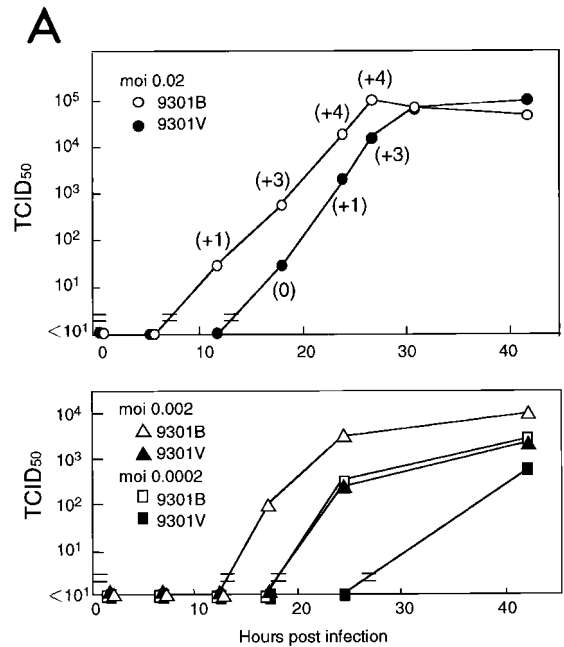 A
moi 0.02
○ 9301B
● 9301V
TCID50
10^5
10^4
10^3
10^2
10^1
<10^1
(+1)
(+3)
(+4)
(+4)
(0)
(+1)
(+3)
0 10 20 30 40
moi 0.002
△ 9301B
▲ 9301V
moi 0.0002
□ 9301B
■ 9301V
TCID50
10^4
10^3
10^2
10^1
<10^1
0 10 20 30 40
Hours post infection